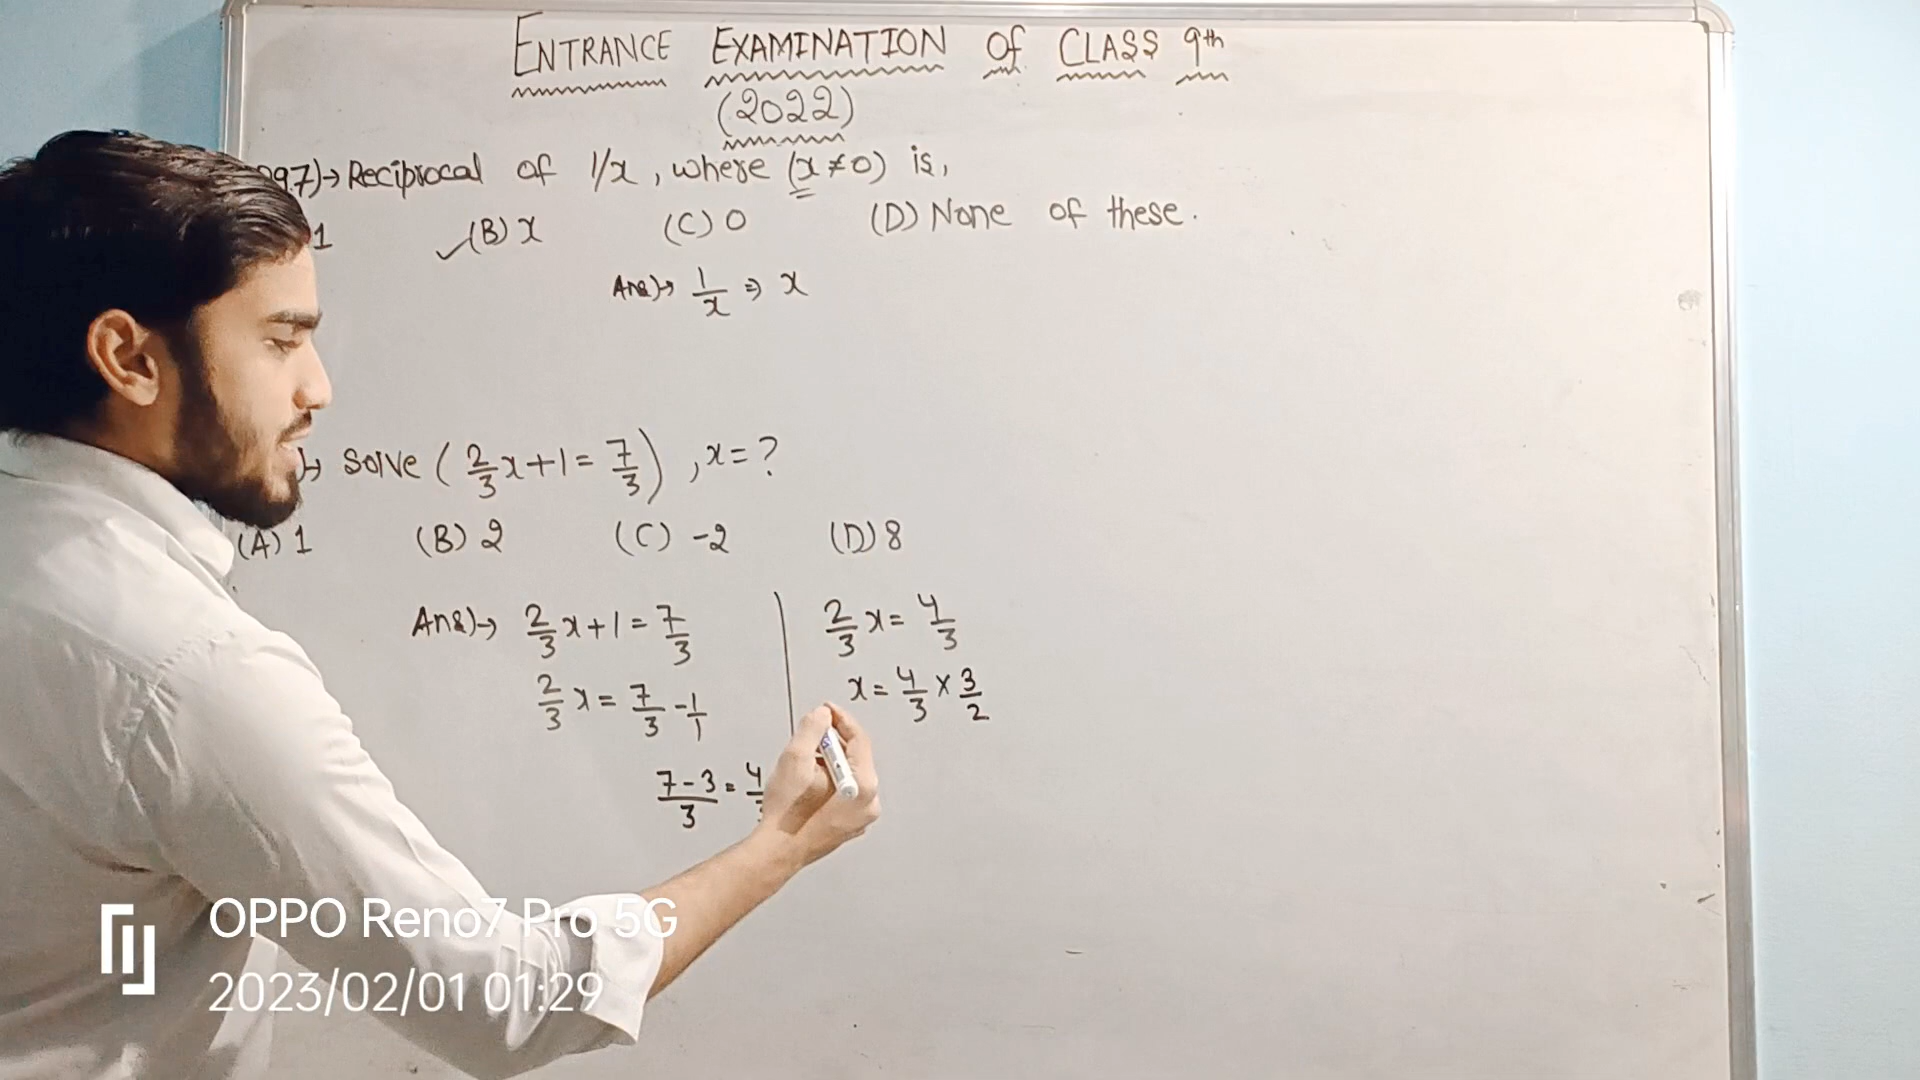 ENTRANCE EXAMINATION Of CLASS 9th
(2022)
97)→ Reciprocal of 1/x, where (x≠0) is,
1 ✓(B) x (C) 0 (D) None of these.
Ans)→ 1/x ⇒ x
)→ Solve (2/3 x+1 = 7/3), x=?
(A) 1 (B) 2 (C) -2 (D) 8
Ans)→ 2/3 x+1 = 7/3
2/3 x = 7/3 - 1/1
7-3/3 = 4
2/3 x = 4/3
x = 4/3 × 3/2
OPPO Reno7 Pro 5G
2023/02/01 01:29